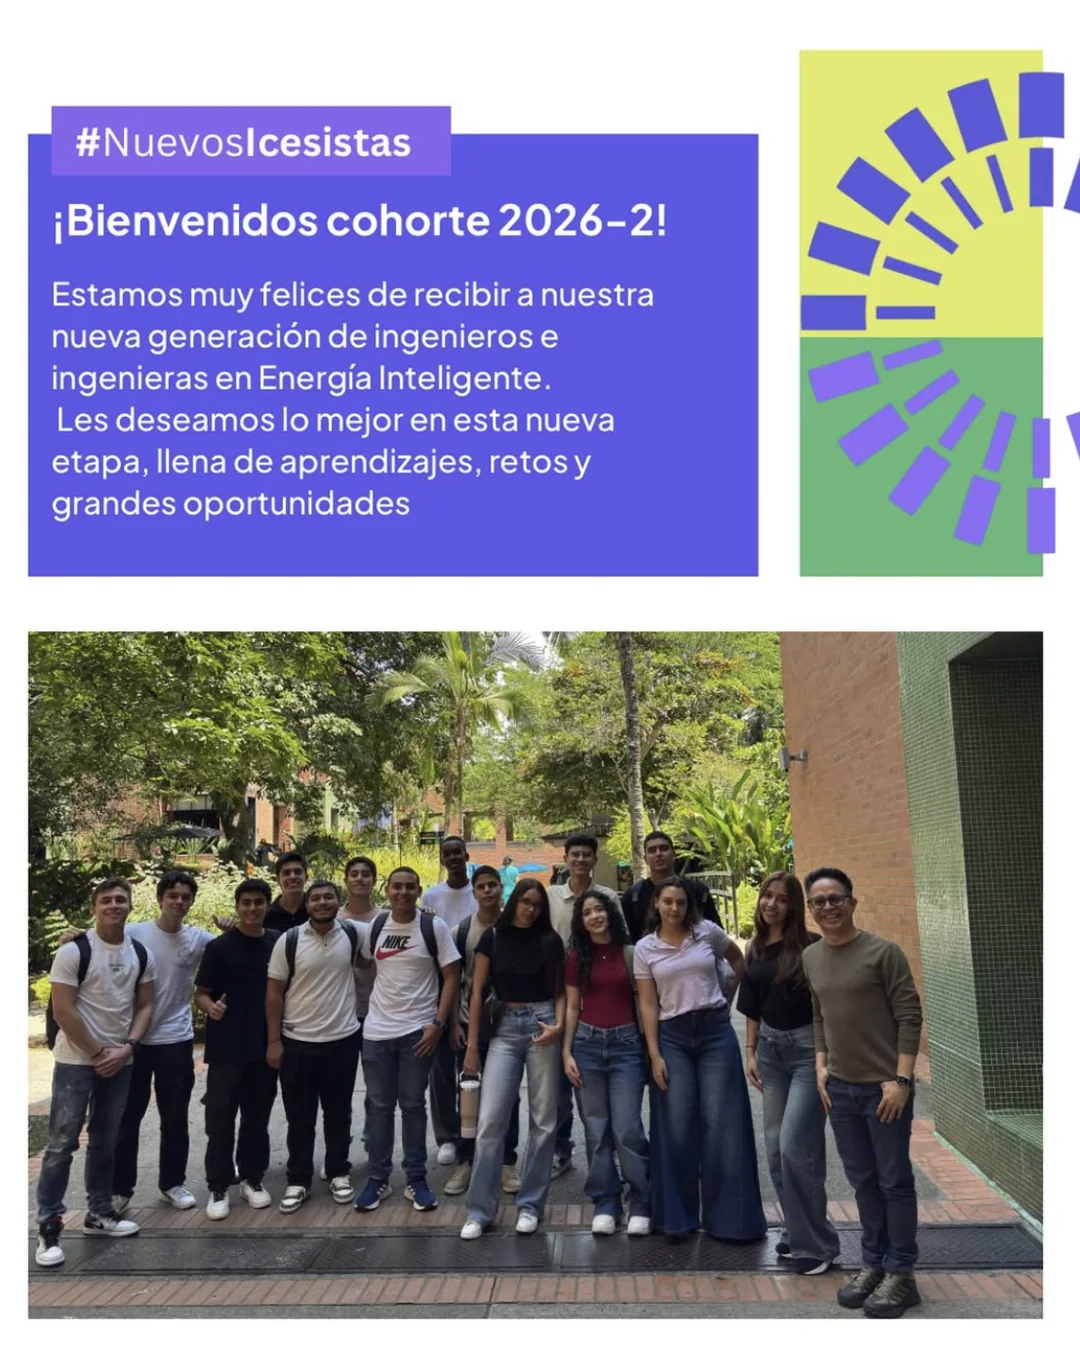 #NuevosIcesistas
¡Bienvenidos cohorte 2026-2!
Estamos muy felices de recibir a nuestra
nueva generación de ingenieros e
ingenieras en Energía Inteligente.
Les deseamos lo mejor en esta nueva
etapa, llena de aprendizajes, retos y
grandes oportunidades
NIKE